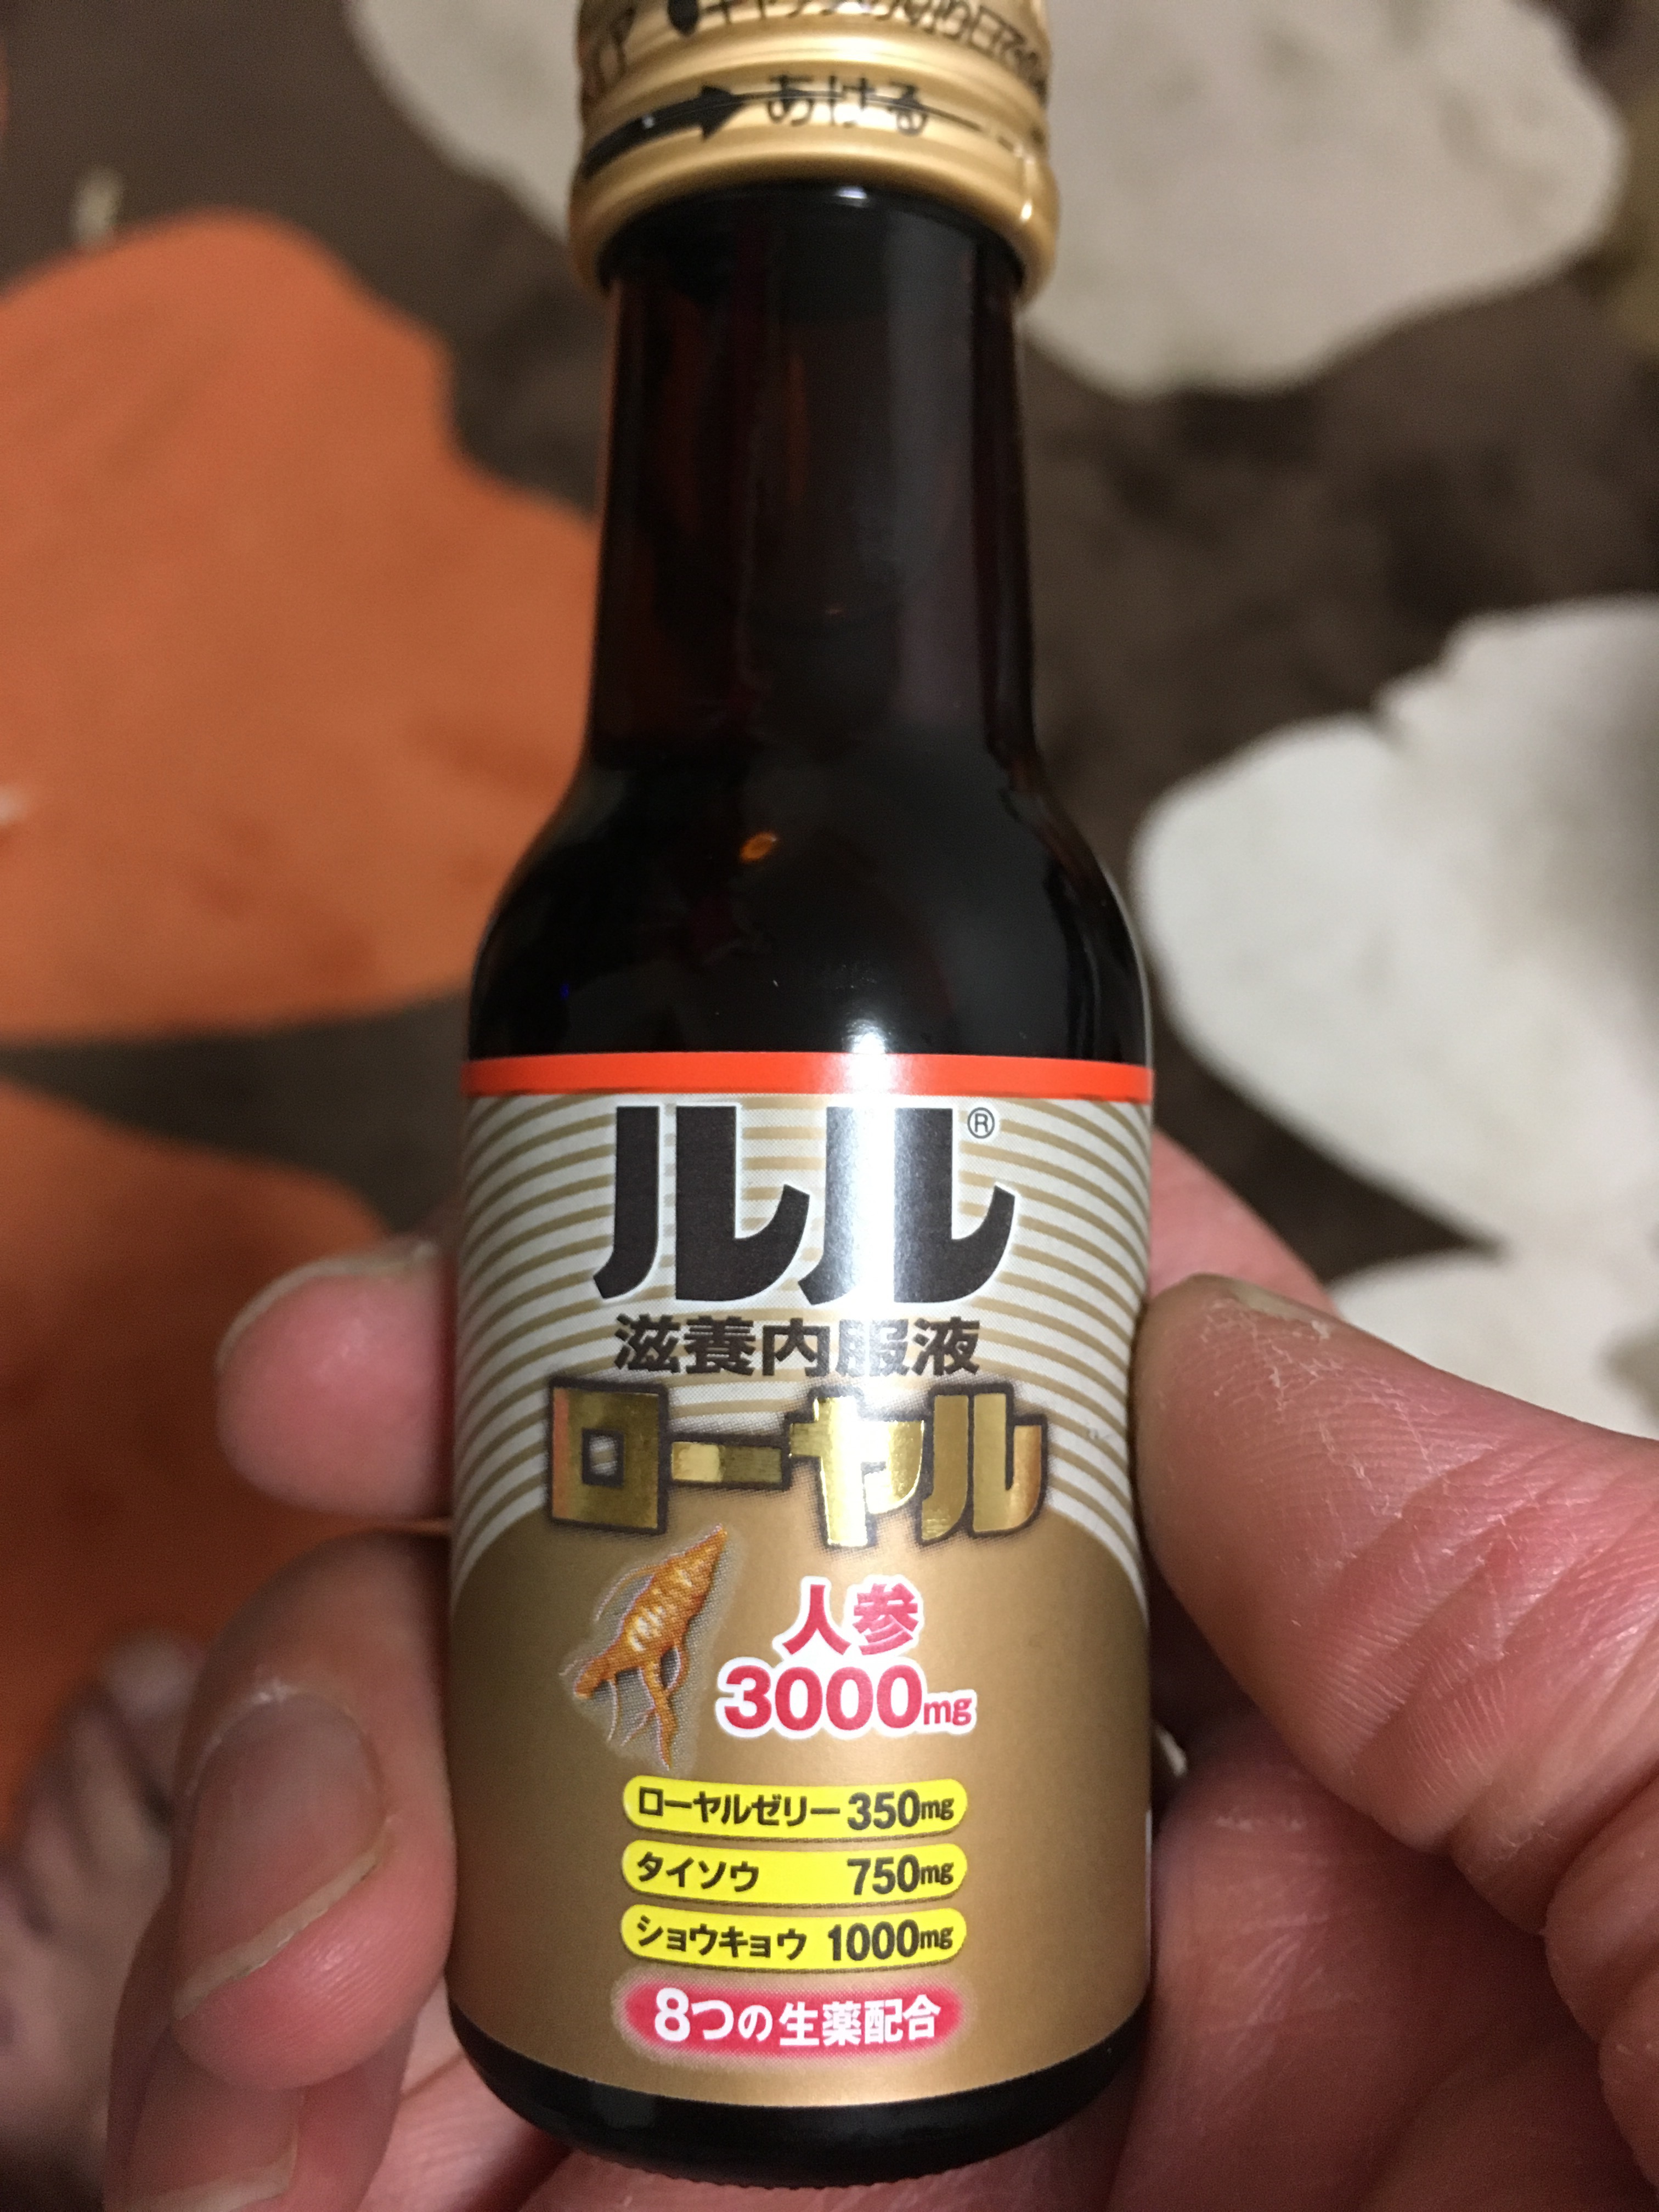 あける
ルル®
滋養内服液
ローヤル
人参
3000mg
ローヤルゼリー 350mg
タイソウ 750mg
ショウキョウ 1000mg
8つの生薬配合